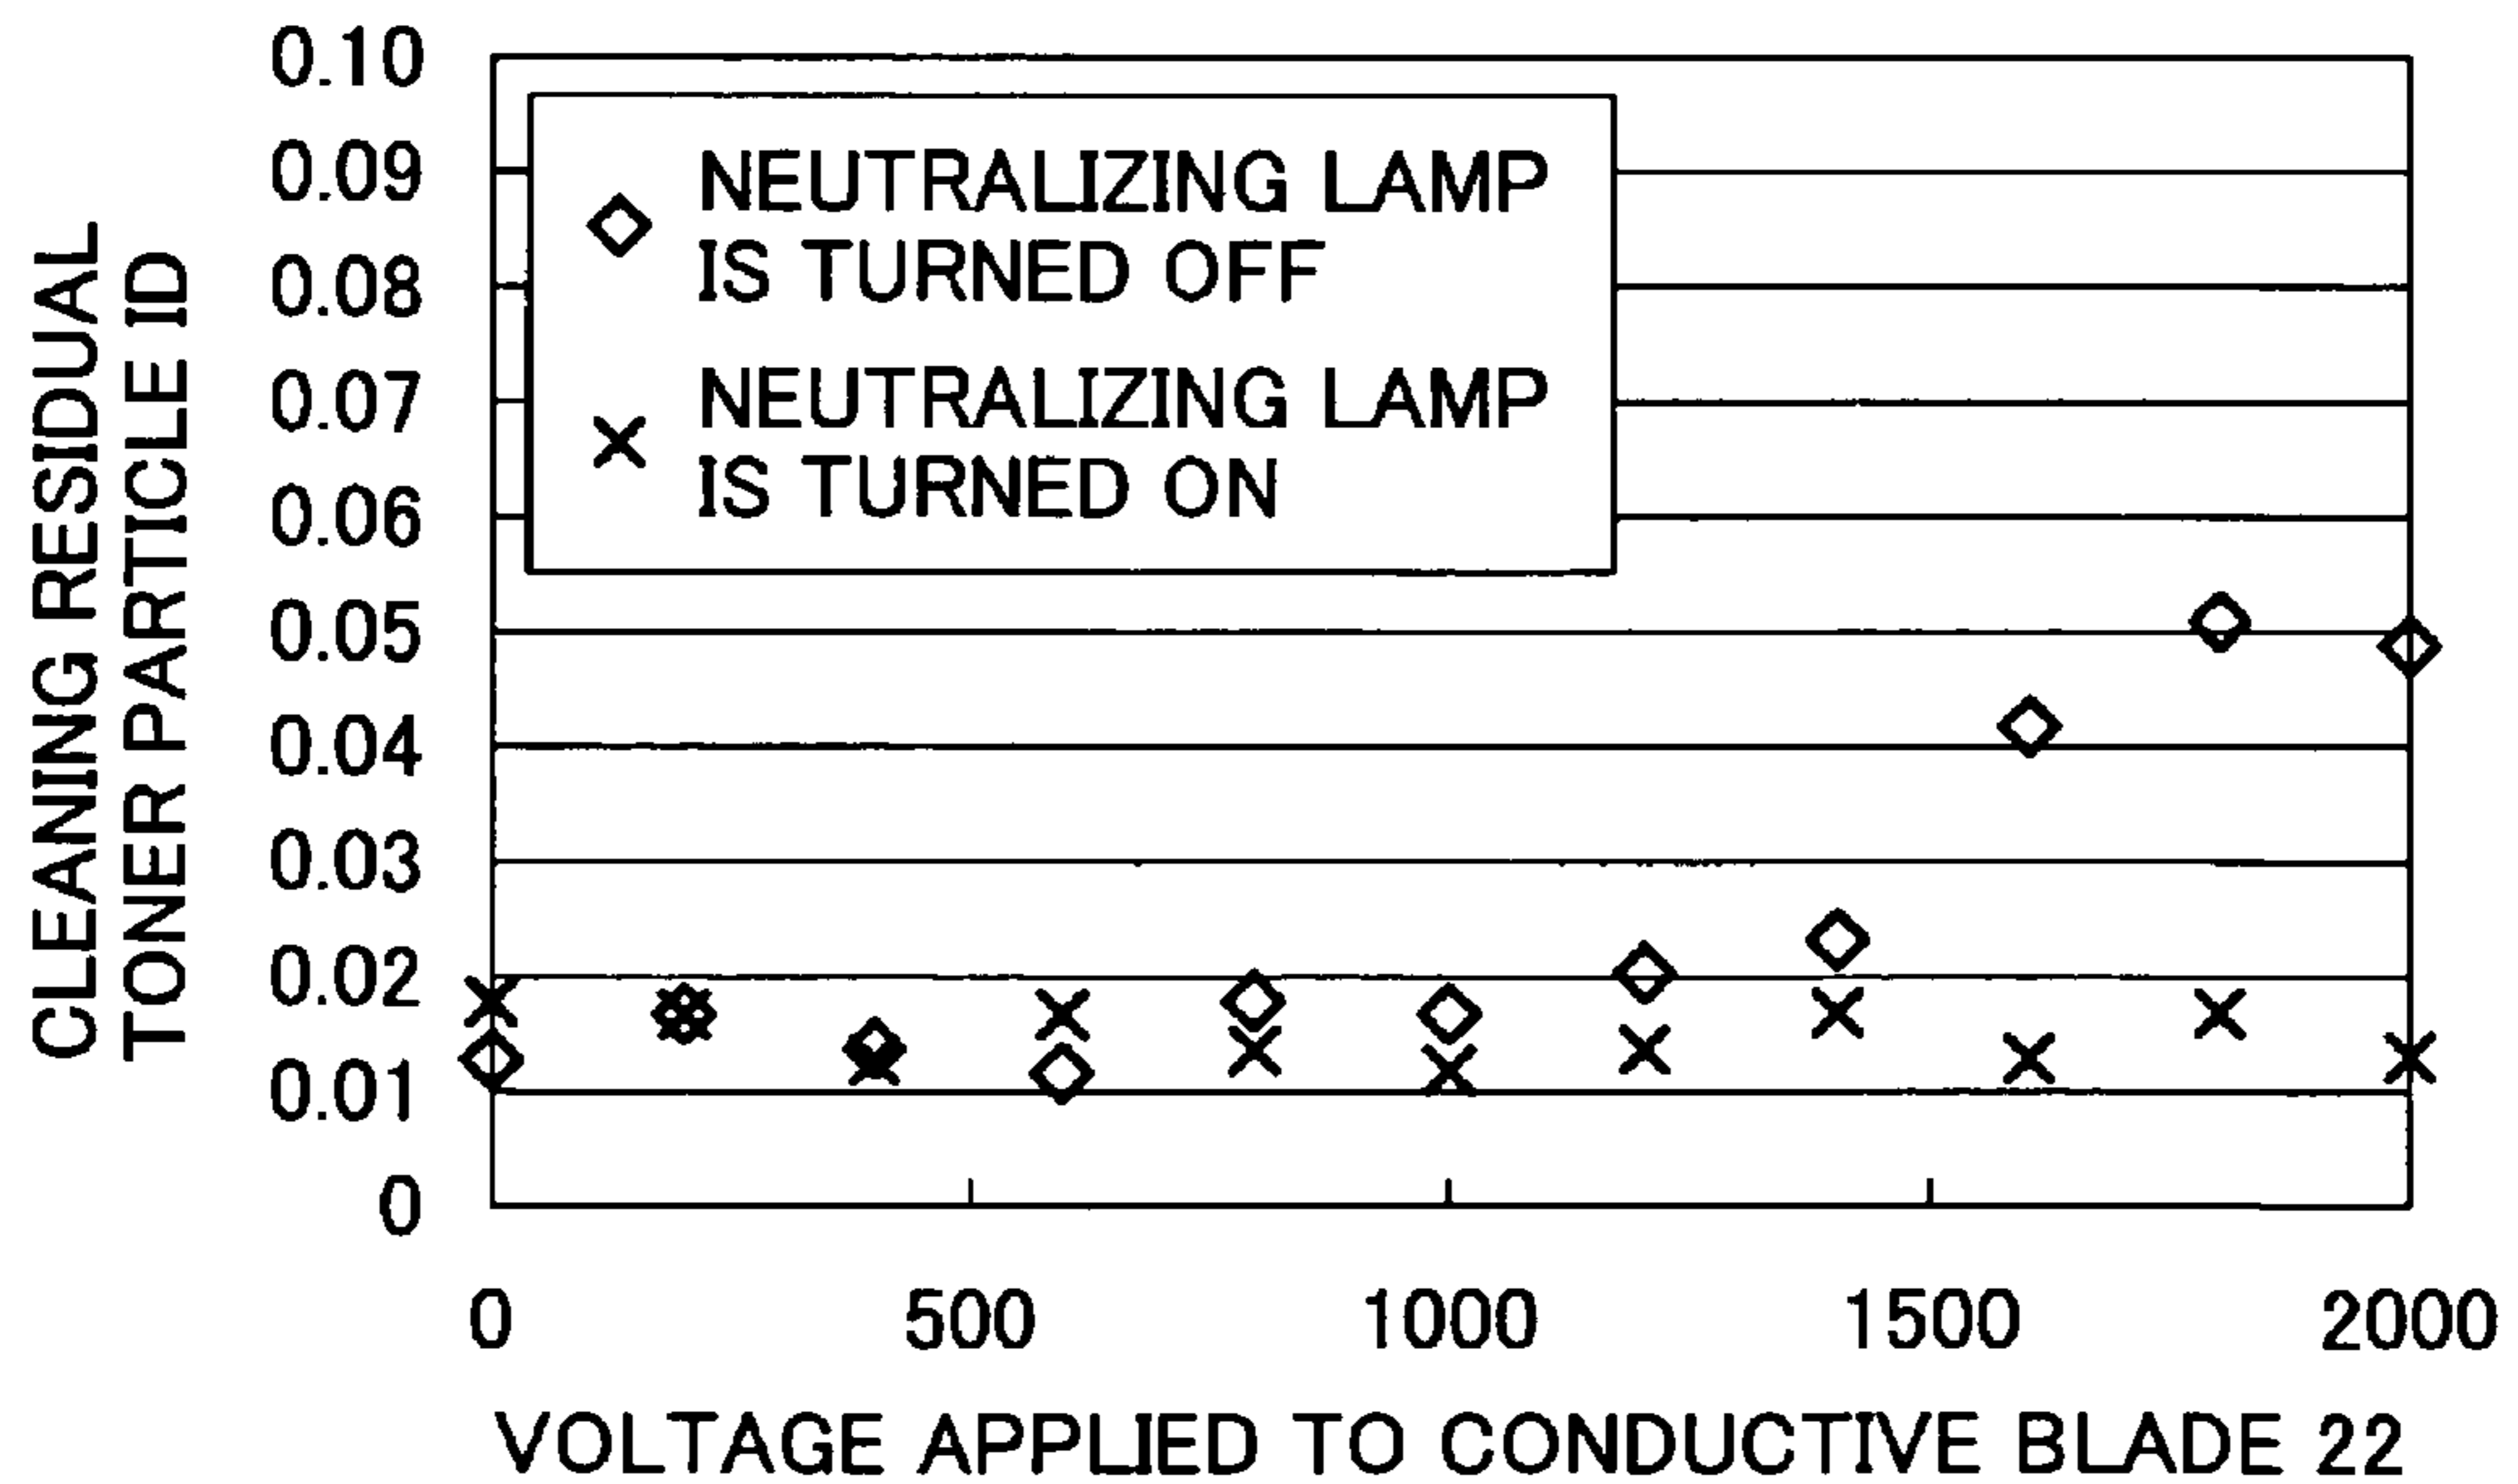 CLEANING RESIDUAL
TONER PARTICLE ID
0.10
0.09
0.08
0.07
0.06
0.05
0.04
0.03
0.02
0.01
0
NEUTRALIZING LAMP
IS TURNED OFF
NEUTRALIZING LAMP
IS TURNED ON
0 500 1000 1500 2000
VOLTAGE APPLIED TO CONDUCTIVE BLADE 22